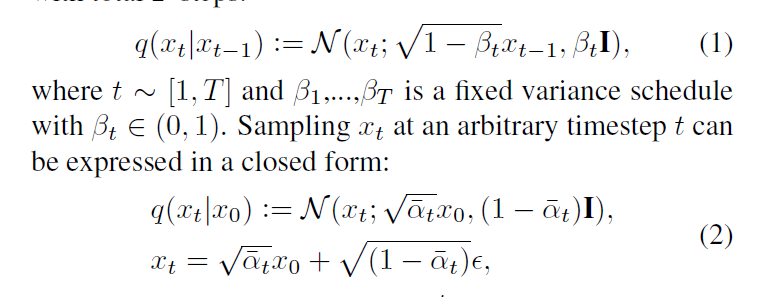 q(x_t|x_{t−1}) := 𝒩(x_t; √(1 − β_t)x_{t−1}, β_t𝐈), (1)
where t ∼ [1, T] and β_1,...,β_T is a fixed variance schedule
with β_t ∈ (0, 1). Sampling x_t at an arbitrary timestep t can
be expressed in a closed form:
q(x_t|x_0) := 𝒩(x_t; √ᾱ_t x_0, (1 − ᾱ_t)𝐈),
x_t = √ᾱ_t x_0 + √(1 − ᾱ_t)ϵ, (2)